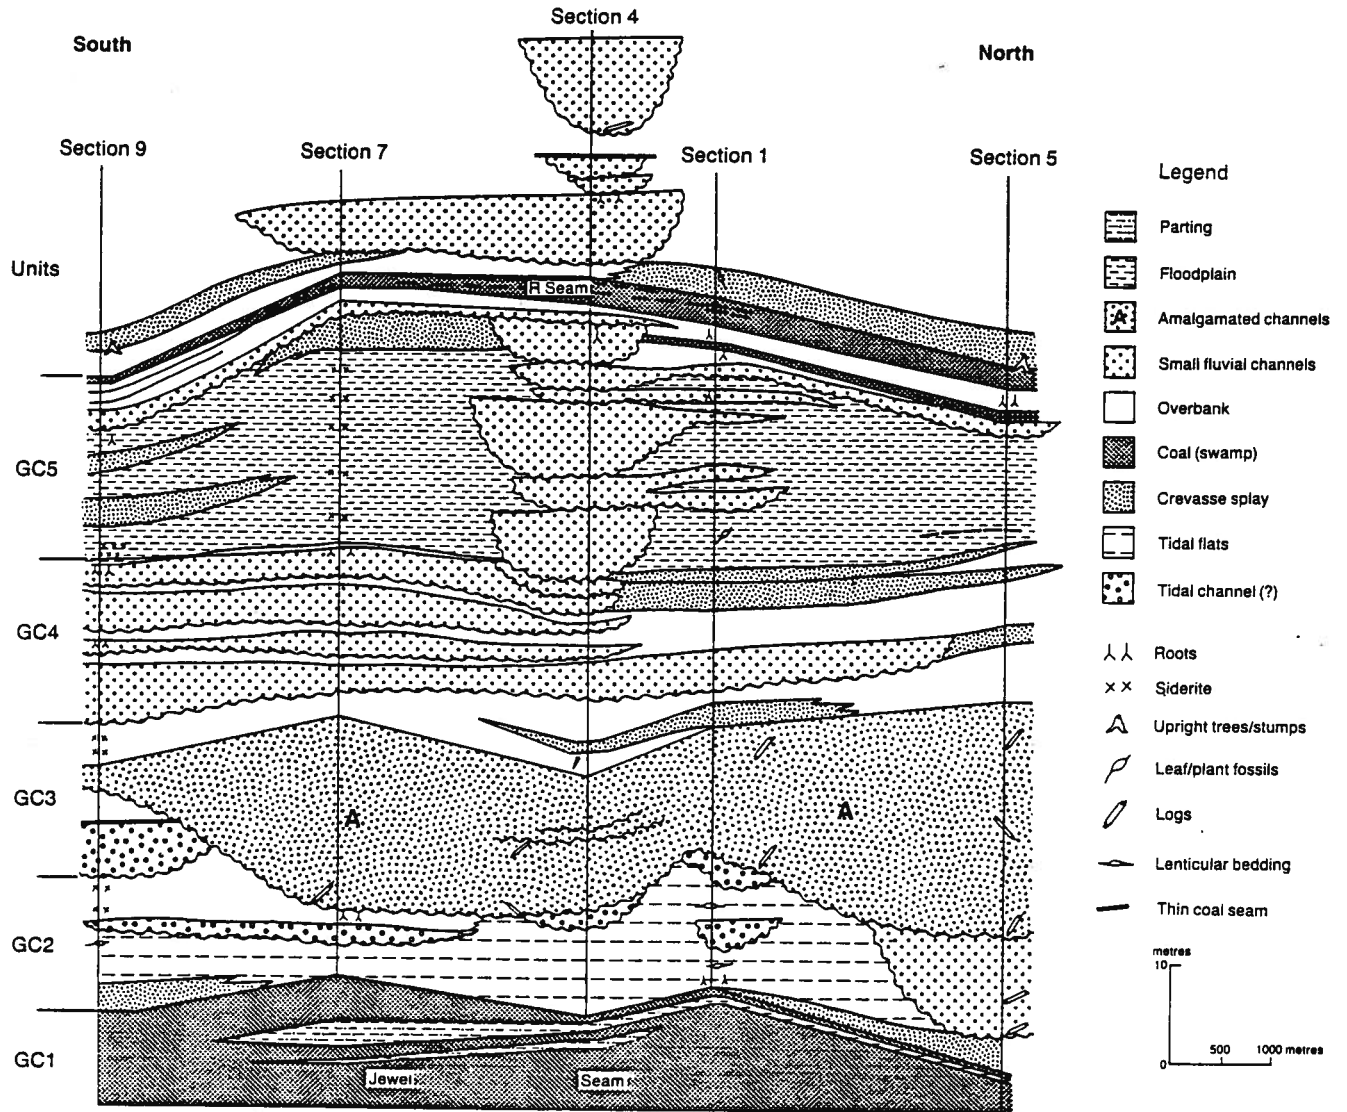 Section 4
South
North
Section 9
Section 7
Section 1
Section 5
Legend
Parting
Floodplain
A
Amalgamated channels
Small fluvial channels
Overbank
Coal (swamp)
Crevasse splay
Tidal flats
Tidal channel (?)
Roots
Siderite
Upright trees/stumps
Leaf/plant fossils
Logs
Lenticular bedding
Thin coal seam
metres
10
0
500
1000 metres
Units
GC5
GC4
GC3
GC2
GC1
R Seam
A
A
Jewel
Seam